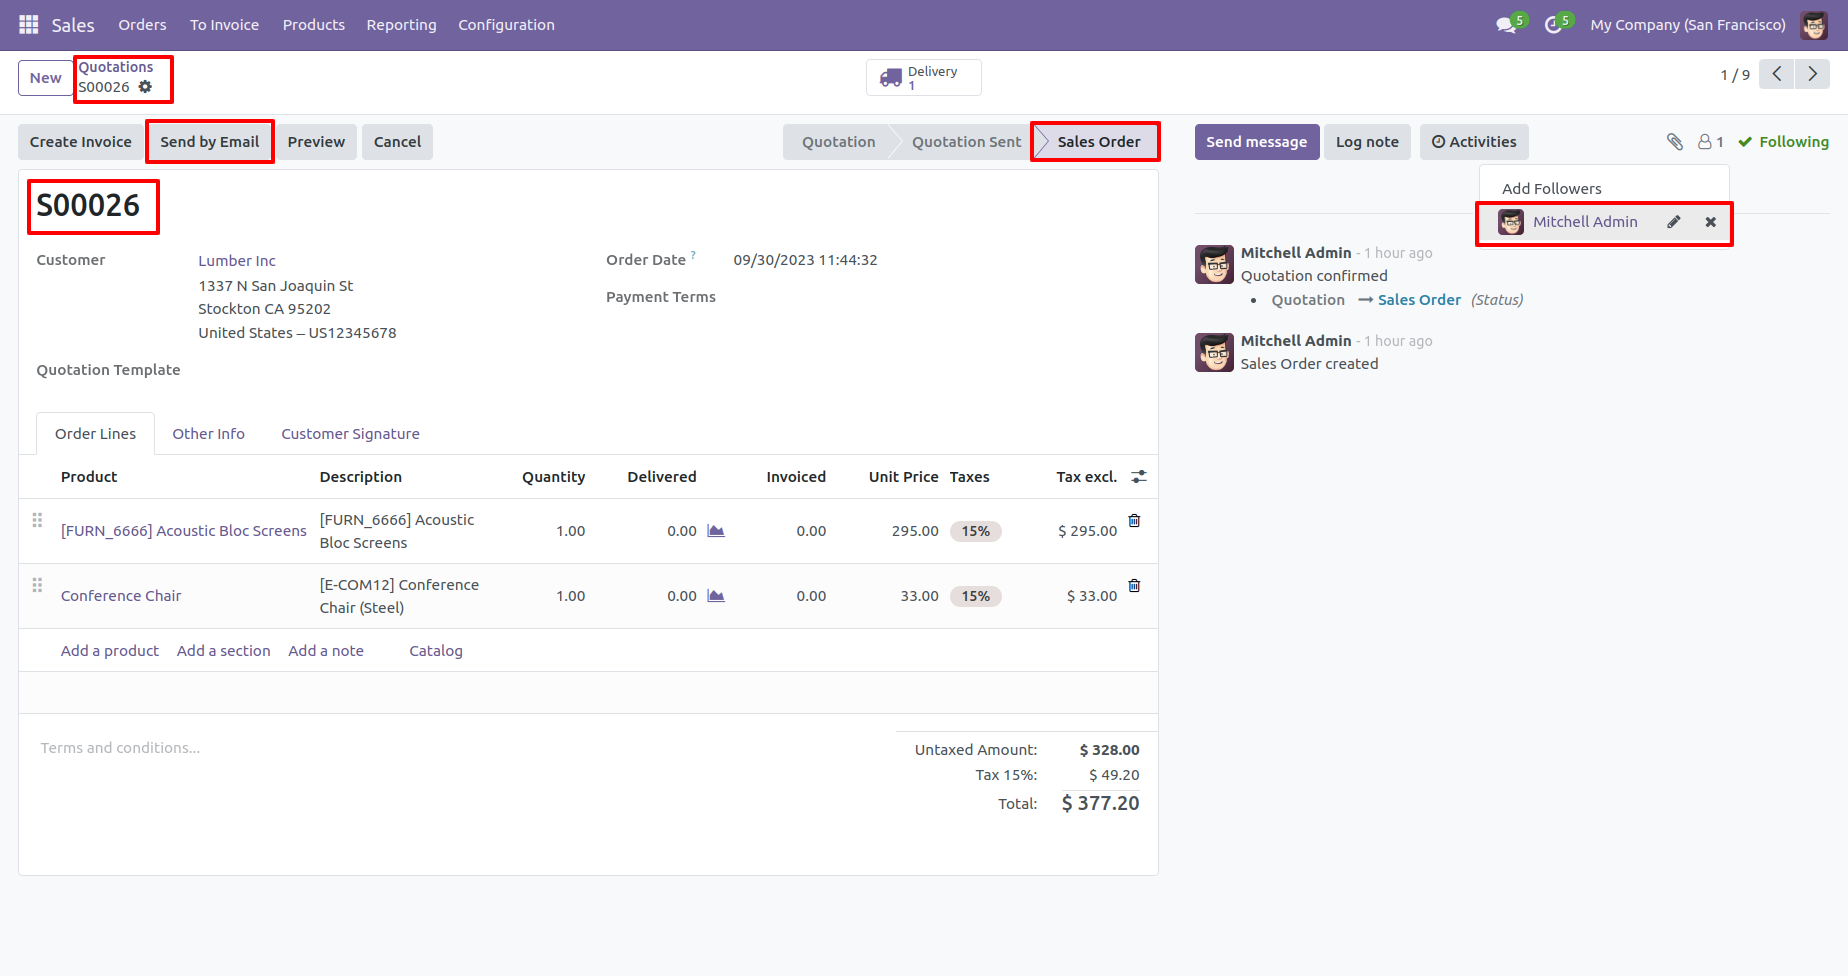 Sales Orders To Invoice Products Reporting Configuration 5 5 My Company (San Francisco)
New Quotations
S00026
Delivery
1
1 / 9
Create Invoice Send by Email Preview Cancel Quotation Quotation Sent Sales Order Send message Log note Activities 1 Following
Add Followers
Mitchell Admin
S00026
Customer Lumber Inc
1337 N San Joaquin St
Stockton CA 95202
United States – US12345678
Order Date ? 09/30/2023 11:44:32
Payment Terms
Quotation Template
Mitchell Admin - 1 hour ago
Quotation confirmed
• Quotation → Sales Order (Status)
Mitchell Admin - 1 hour ago
Sales Order created
Order Lines Other Info Customer Signature
Product Description Quantity Delivered Invoiced Unit Price Taxes Tax excl.
[FURN_6666] Acoustic Bloc Screens [FURN_6666] Acoustic 1.00 0.00 0.00 295.00 15% $ 295.00
Bloc Screens
Conference Chair [E-COM12] Conference 1.00 0.00 0.00 33.00 15% $ 33.00
Chair (Steel)
Add a product Add a section Add a note Catalog
Terms and conditions...
Untaxed Amount: $ 328.00
Tax 15%: $ 49.20
Total: $ 377.20